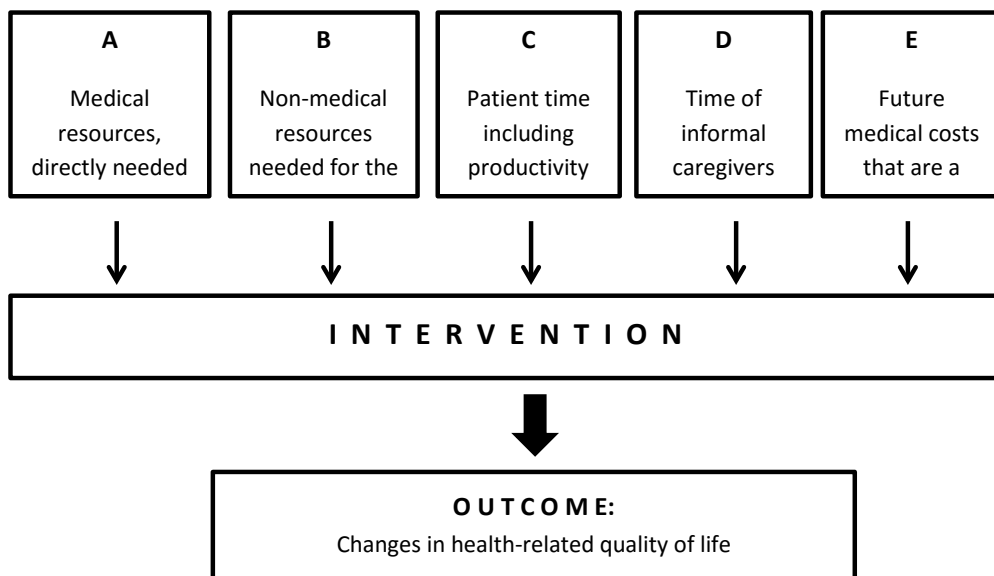 A
Medical
resources,
directly needed
B
Non-medical
resources
needed for the
C
Patient time
including
productivity
D
Time of
informal
caregivers
E
Future
medical costs
that are a
I N T E R V E N T I O N
O U T C O M E:
Changes in health-related quality of life